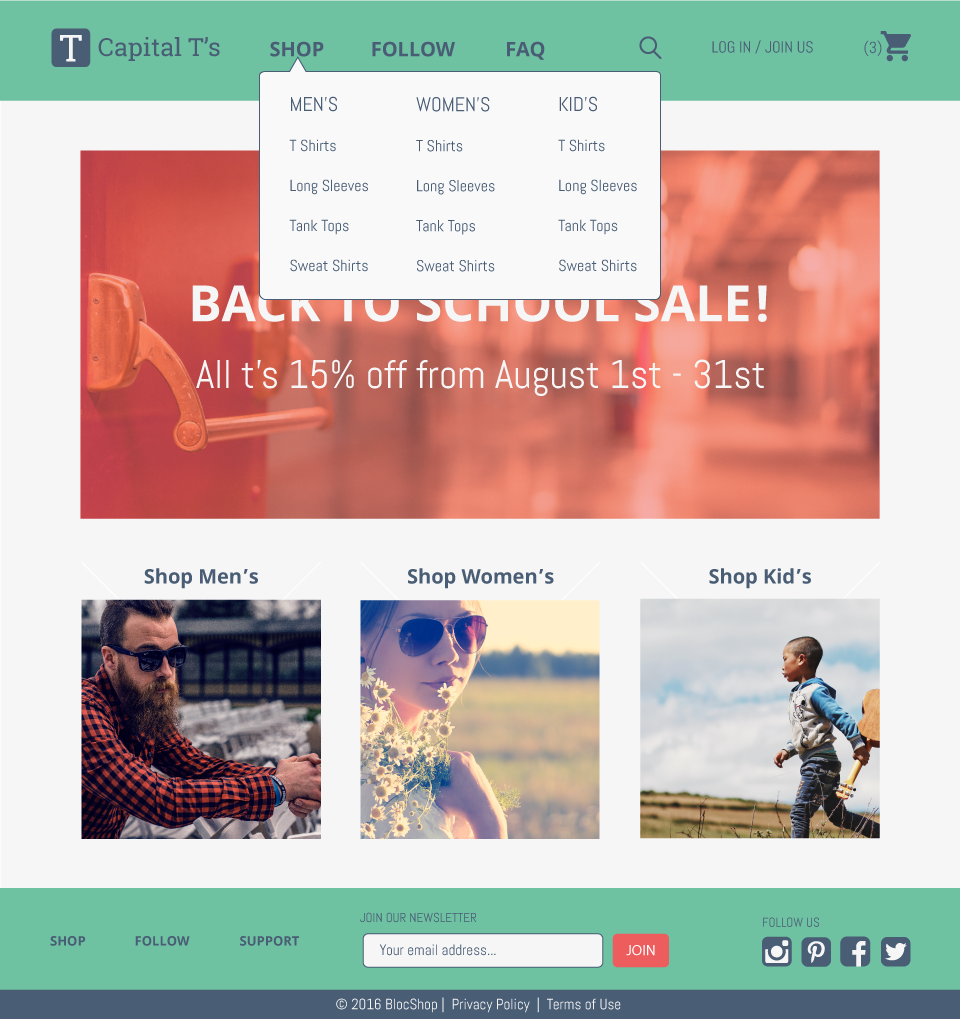 T Capital T's SHOP FOLLOW FAQ LOG IN / JOIN US (3)
MEN'S WOMEN'S KID'S
T Shirts T Shirts T Shirts
Long Sleeves Long Sleeves Long Sleeves
Tank Tops Tank Tops Tank Tops
Sweat Shirts Sweat Shirts Sweat Shirts
BACK TO SCHOOL SALE!
All t's 15% off from August 1st - 31st
Shop Men's Shop Women's Shop Kid's
JOIN OUR NEWSLETTER FOLLOW US
SHOP FOLLOW SUPPORT Your email address... JOIN
© 2016 BlocShop | Privacy Policy | Terms of Use